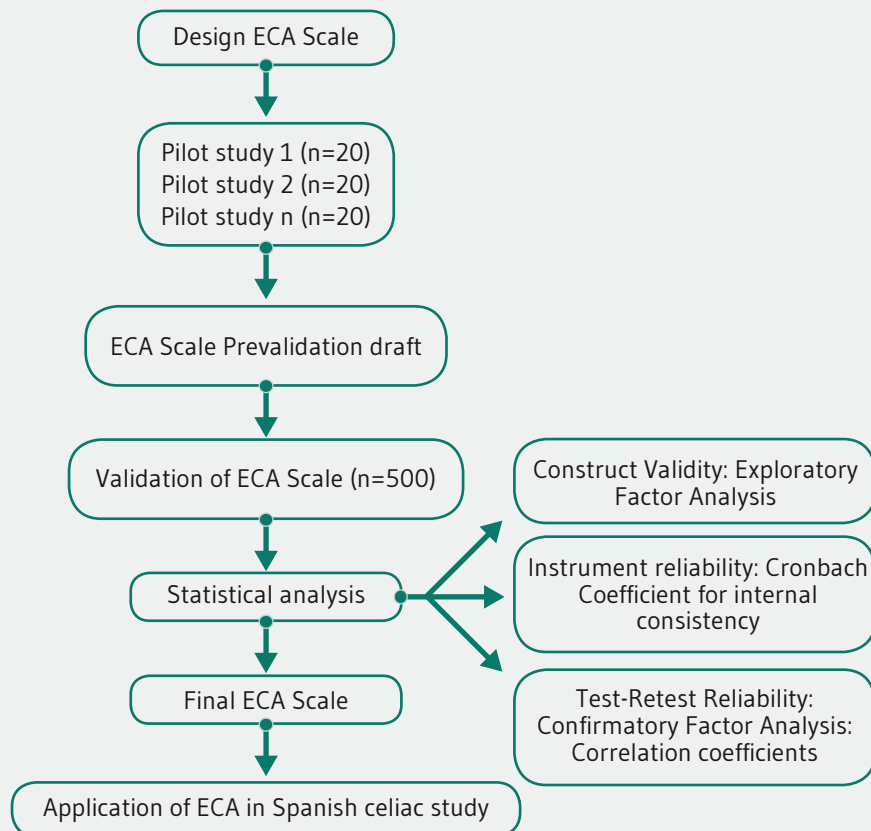 Design ECA Scale
Pilot study 1 (n=20)
Pilot study 2 (n=20)
Pilot study n (n=20)
ECA Scale Prevalidation draft
Validation of ECA Scale (n=500)
Statistical analysis
Construct Validity: Exploratory
Factor Analysis
Instrument reliability: Cronbach
Coefficient for internal
consistency
Test-Retest Reliability:
Confirmatory Factor Analysis:
Correlation coefficients
Final ECA Scale
Application of ECA in Spanish celiac study